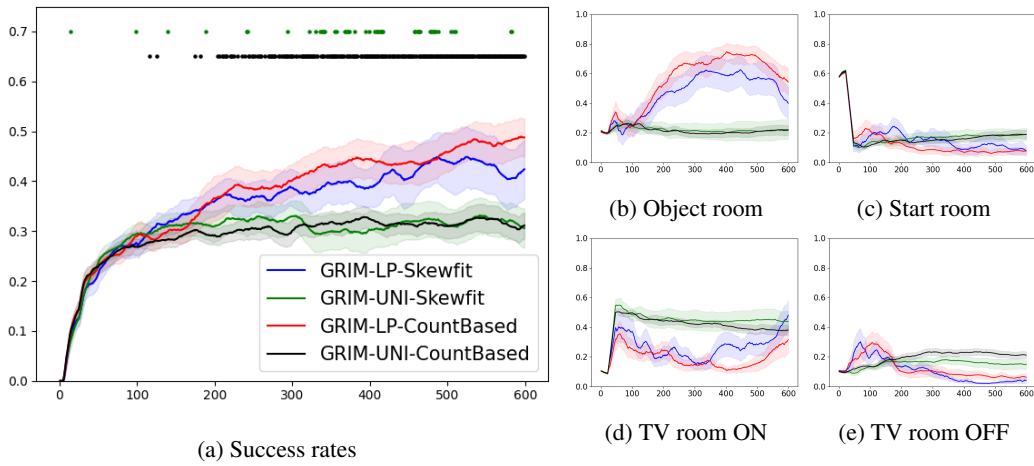 0.7
0.6
0.5
0.4
0.3
0.2
0.1
0.0
0 100 200 300 400 500 600
GRIM-LP-Skewfit
GRIM-UNI-Skewfit
GRIM-LP-CountBased
GRIM-UNI-CountBased
(a) Success rates
1.0
0.8
0.6
0.4
0.2
0.0
0 100 200 300 400 500 600
(b) Object room
1.0
0.8
0.6
0.4
0.2
0.0
0 100 200 300 400 500 600
(c) Start room
1.0
0.8
0.6
0.4
0.2
0.0
0 100 200 300 400 500 600
(d) TV room ON
1.0
0.8
0.6
0.4
0.2
0.0
0 100 200 300 400 500 600
(e) TV room OFF